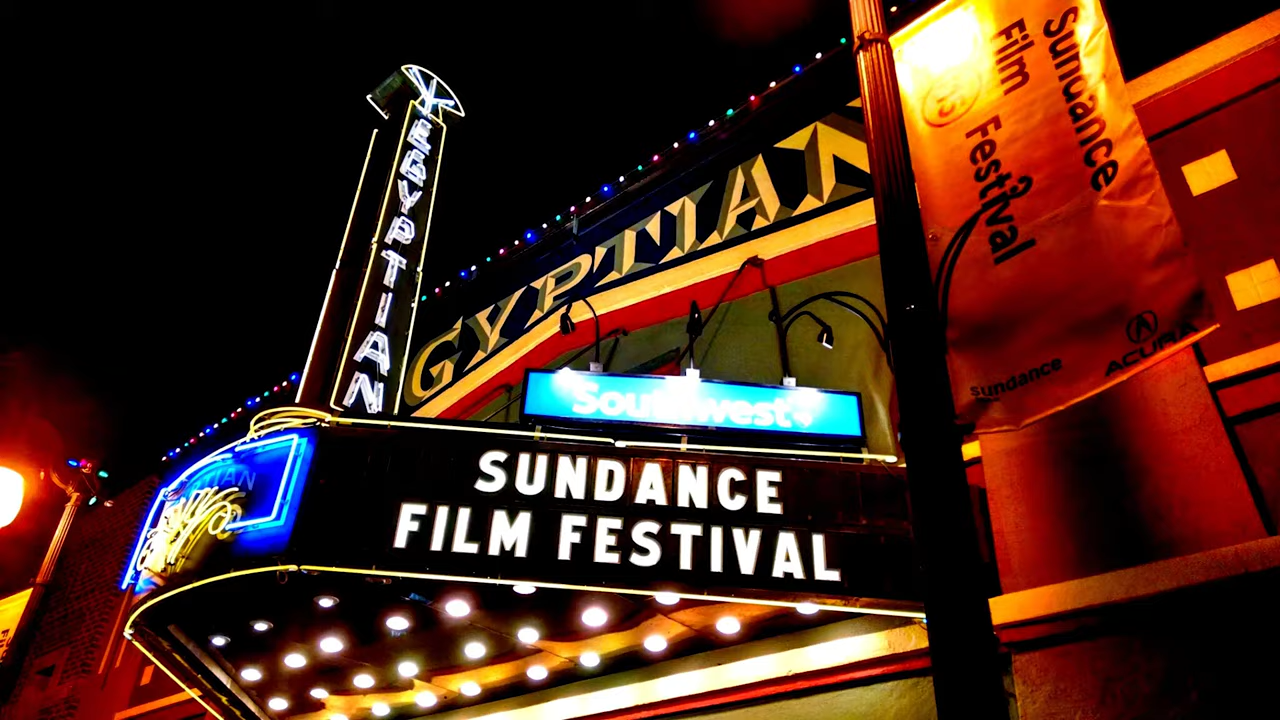 EGYPTIAN
GYPTIAN
Southwest
SUNDANCE
FILM FESTIVAL
Sundance
Film
Festival
sundance
ACURA